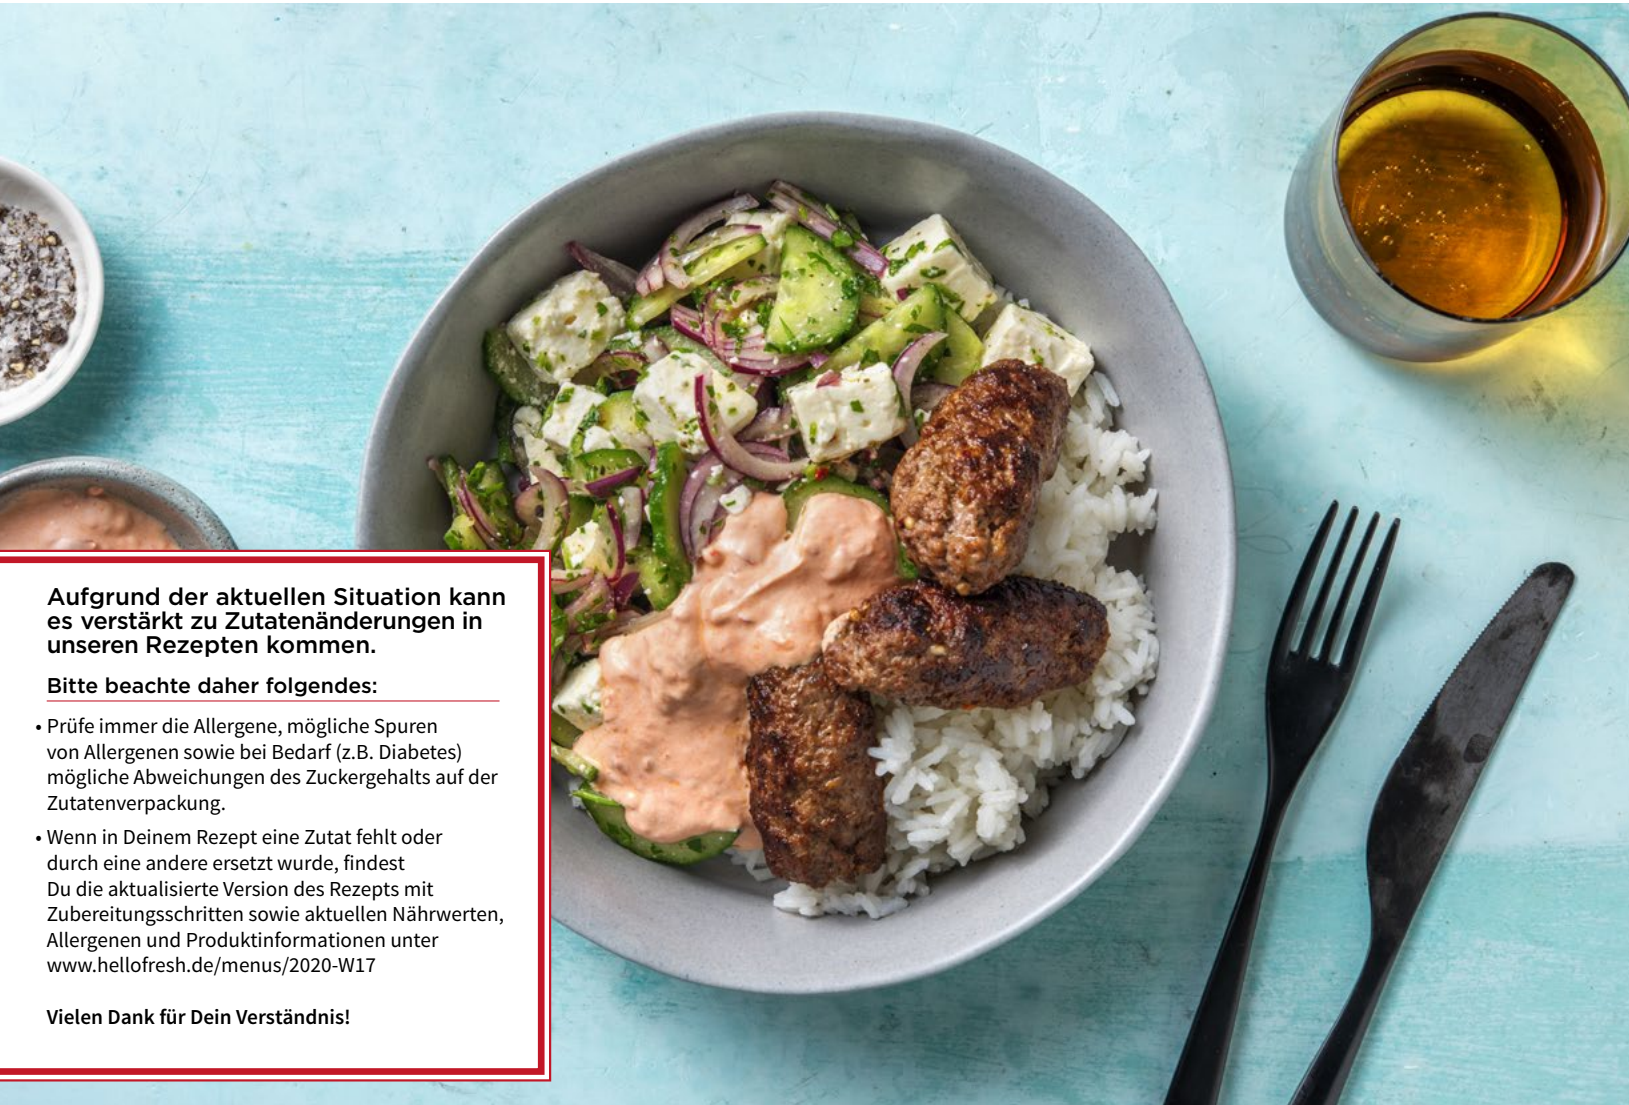 Aufgrund der aktuellen Situation kann
es verstärkt zu Zutatenänderungen in
unseren Rezepten kommen.
Bitte beachte daher folgendes:
• Prüfe immer die Allergene, mögliche Spuren
von Allergenen sowie bei Bedarf (z.B. Diabetes)
mögliche Abweichungen des Zuckergehalts auf der
Zutatenverpackung.
• Wenn in Deinem Rezept eine Zutat fehlt oder
durch eine andere ersetzt wurde, findest
Du die aktualisierte Version des Rezepts mit
Zubereitungsschritten sowie aktuellen Nährwerten,
Allergenen und Produktinformationen unter
www.hellofresh.de/menus/2020-W17
Vielen Dank für Dein Verständnis!